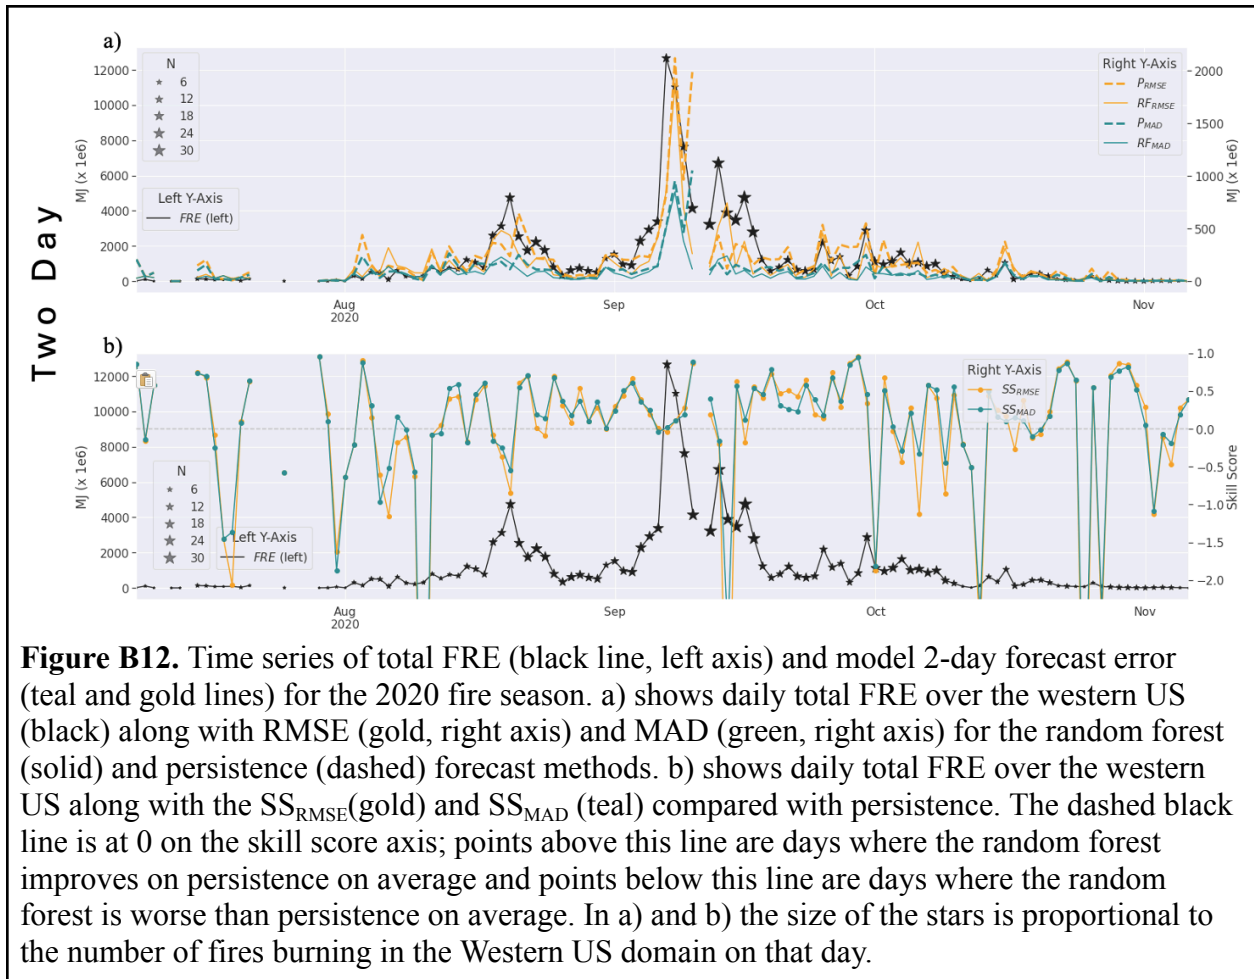 Two Day
a)
N
6
12
18
24
30
Left Y-Axis
FRE (left)
Right Y-Axis
P_RMSE
RF_RMSE
P_MAD
RF_MAD
MJ (x 1e6)
12000
10000
8000
6000
4000
2000
0
MJ (x 1e6)
2000
1500
1000
500
0
Aug
2020
Sep
Oct
Nov
b)
Right Y-Axis
SS_RMSE
SS_MAD
N
6
12
18
24
30
Left Y-Axis
FRE (left)
MJ (x 1e6)
12000
10000
8000
6000
4000
2000
0
Skill Score
1.0
0.5
0.0
−0.5
−1.0
−1.5
−2.0
Aug
2020
Sep
Oct
Nov
Figure B12. Time series of total FRE (black line, left axis) and model 2-day forecast error
(teal and gold lines) for the 2020 fire season. a) shows daily total FRE over the western US
(black) along with RMSE (gold, right axis) and MAD (green, right axis) for the random forest
(solid) and persistence (dashed) forecast methods. b) shows daily total FRE over the western
US along with the SS_RMSE(gold) and SS_MAD (teal) compared with persistence. The dashed black
line is at 0 on the skill score axis; points above this line are days where the random forest
improves on persistence on average and points below this line are days where the random
forest is worse than persistence on average. In a) and b) the size of the stars is proportional to
the number of fires burning in the Western US domain on that day.